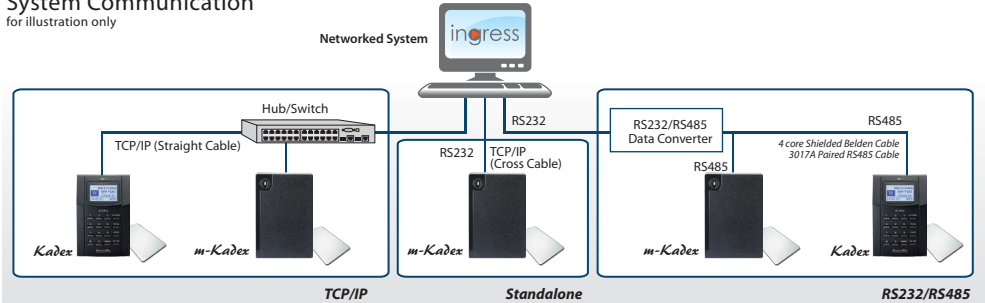 System Communication
for illustration only
Networked System
ingress
Hub/Switch
TCP/IP (Straight Cable)
RS232
TCP/IP
(Cross Cable)
RS232
RS232/RS485
Data Converter
RS485
RS485
4 core Shielded Belden Cable
3017A Paired RS485 Cable
Kadex
m-Kadex
m-Kadex
m-Kadex
Kadex
TCP/IP
Standalone
RS232/RS485